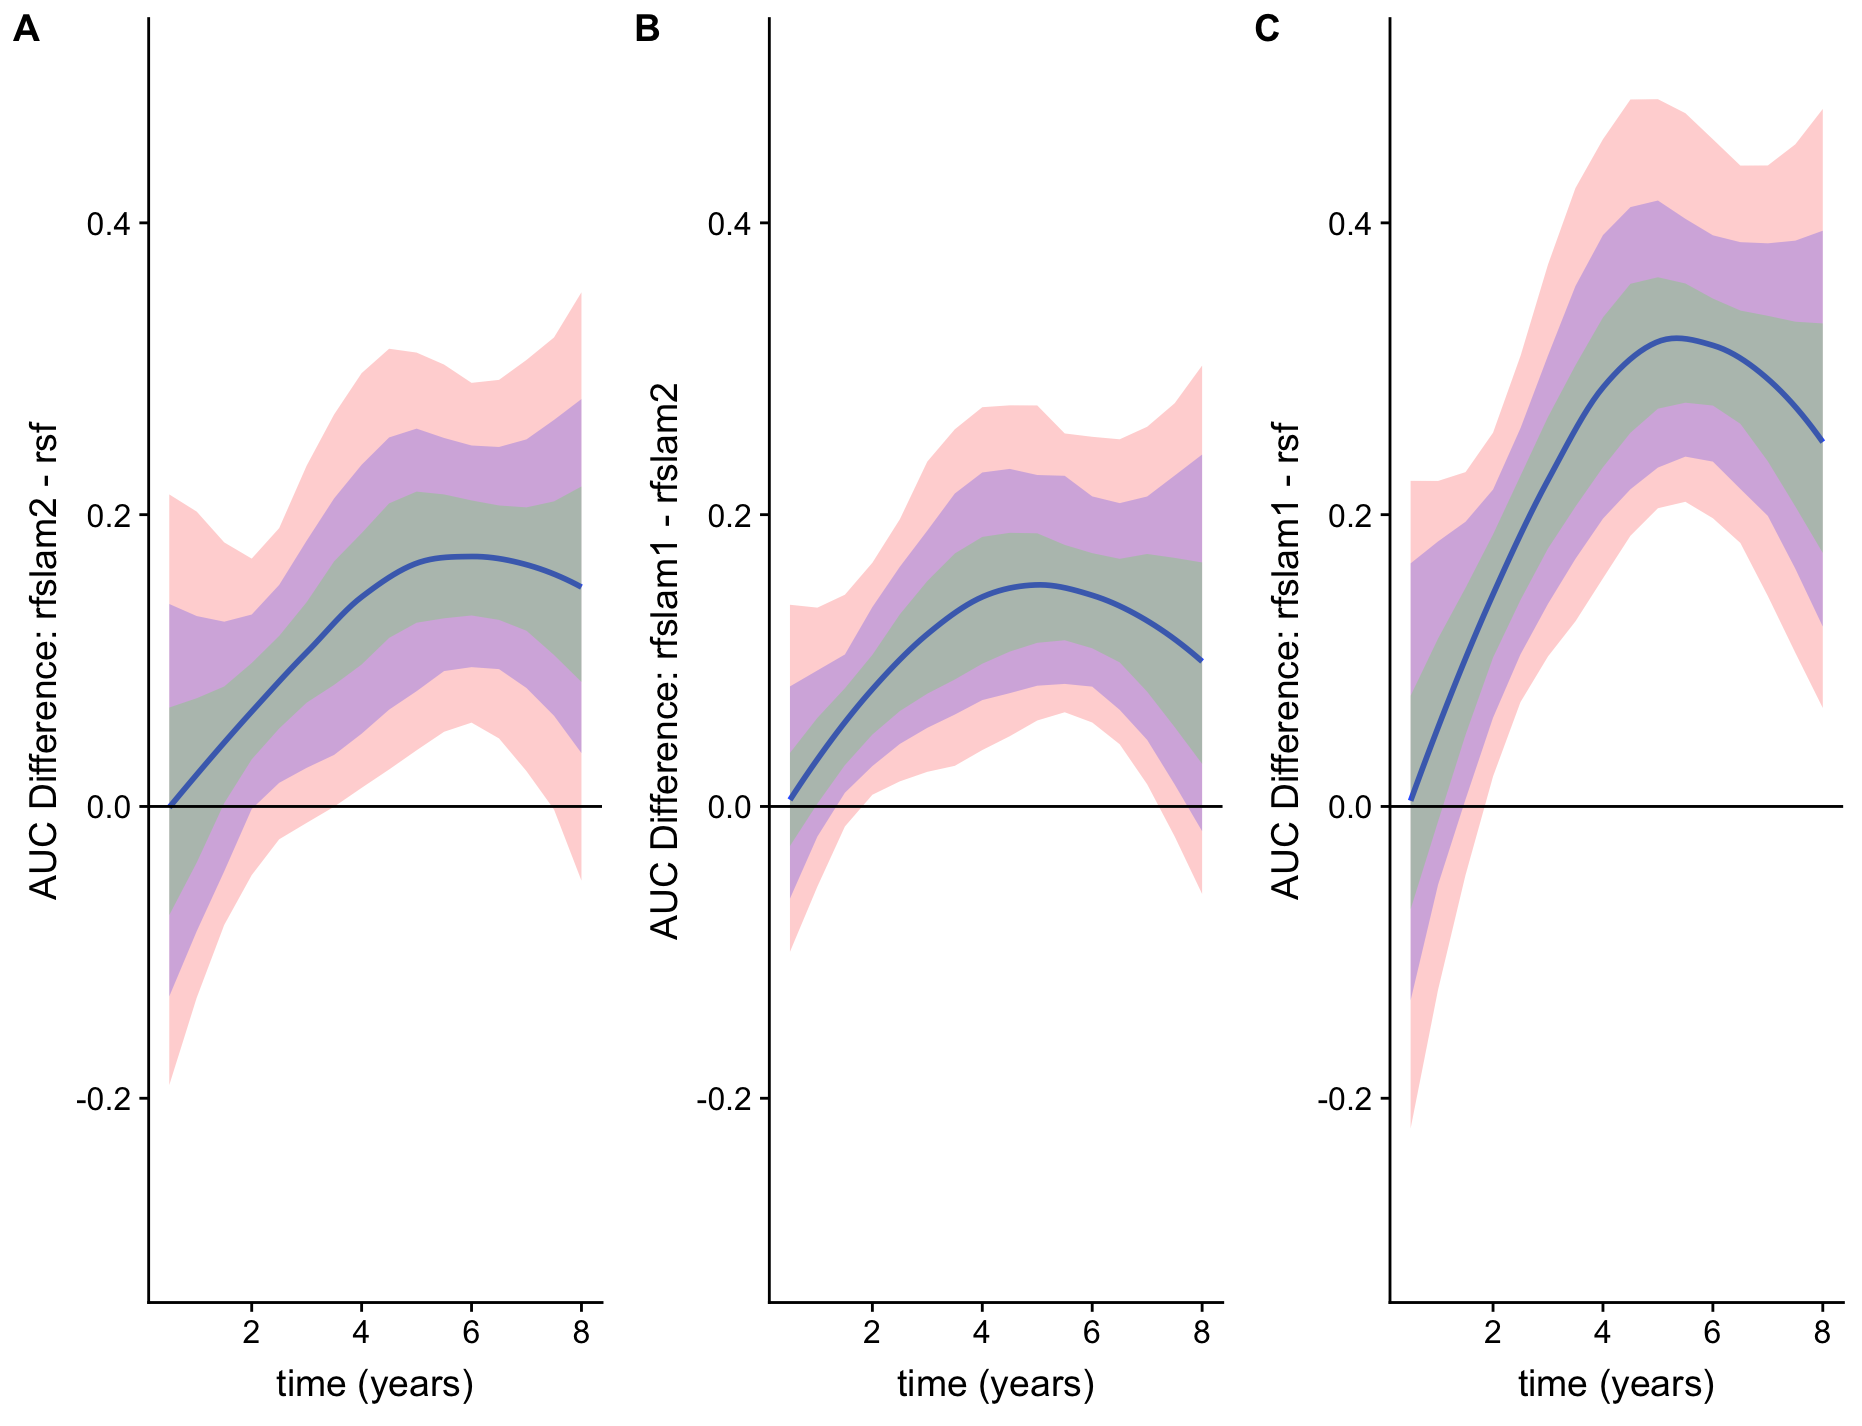 A
AUC Difference: rfslam2 - rsf
0.4
0.2
0.0
-0.2
2 4 6 8
time (years)
B
AUC Difference: rfslam1 - rfslam2
0.4
0.2
0.0
-0.2
2 4 6 8
time (years)
C
AUC Difference: rfslam1 - rsf
0.4
0.2
0.0
-0.2
2 4 6 8
time (years)